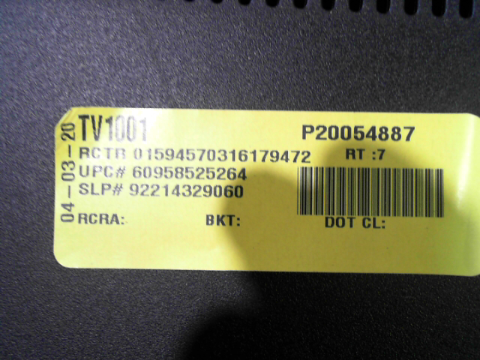 04-03-20
TV1001 P20054887
RCTR 01594570316179472 RT :7
UPC# 60958525264
SLP# 92214329060
RCRA: BKT: DOT CL: